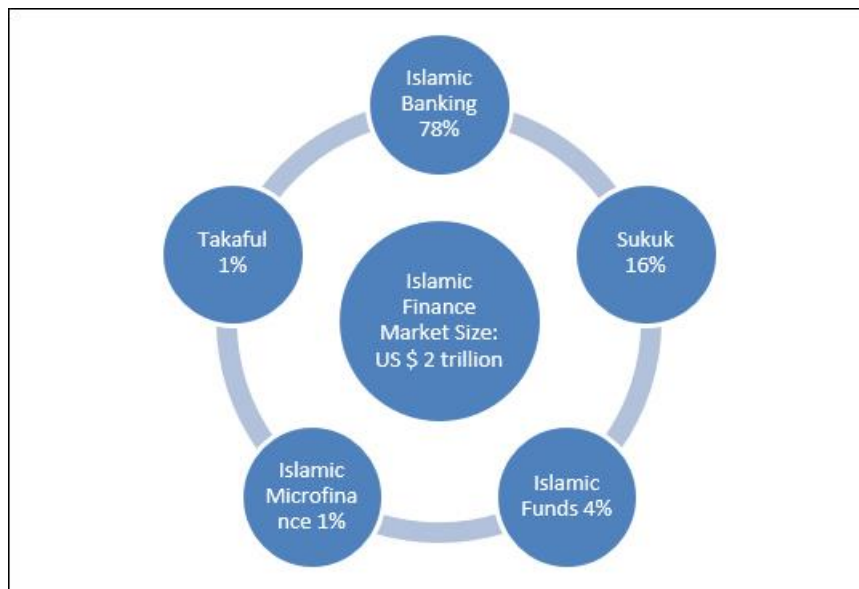 Islamic
Banking
78%
Sukuk
16%
Islamic
Funds 4%
Islamic
Microfina
nce 1%
Takaful
1%
Islamic
Finance
Market Size:
US $ 2 trillion